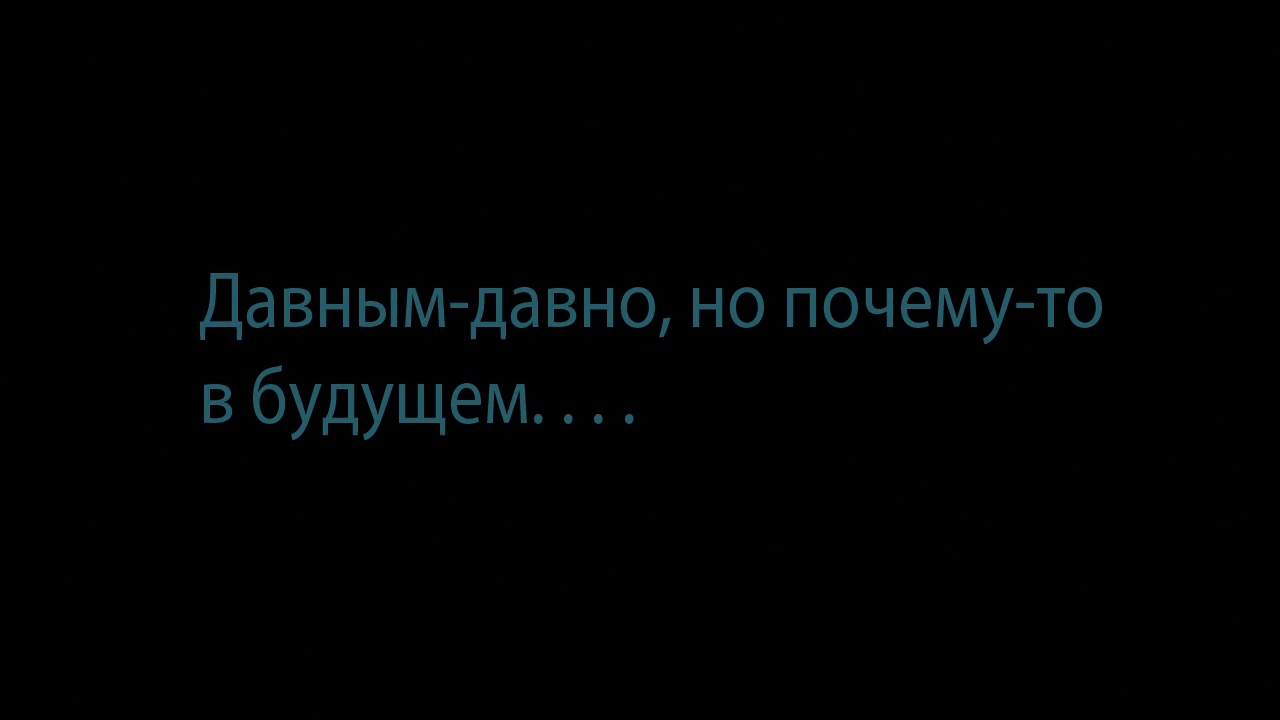 Давным-давно, но почему-то
в будущем. . . .